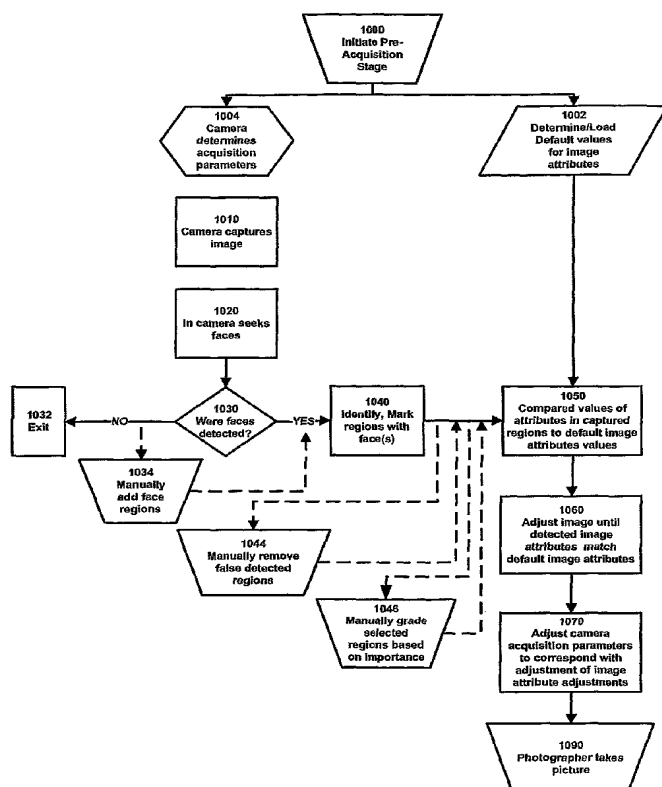 1000
Initiate Pre-
Acquisition
Stage
1004
Camera
determines
acquisition
parameters
1002
Determine/Load
Default values
for image
attributes
1010
Camera captures
image
1020
In camera seeks
faces
1032
Exit
NO
1030
Were faces
detected?
YES
1040
Identify, Mark
regions with
face(s)
1050
Compared values of
attributes in captured
regions to default image
attributes values
1034
Manually
add face
regions
1044
Manually remove
false detected
regions
1060
Adjust image until
detected image
attributes match
default image attributes
1046
Manually grade
selected
regions based
on importance
1070
Adjust camera
acquisition parameters
to correspond with
adjustment of image
attribute adjustments
1090
Photographer takes
picture